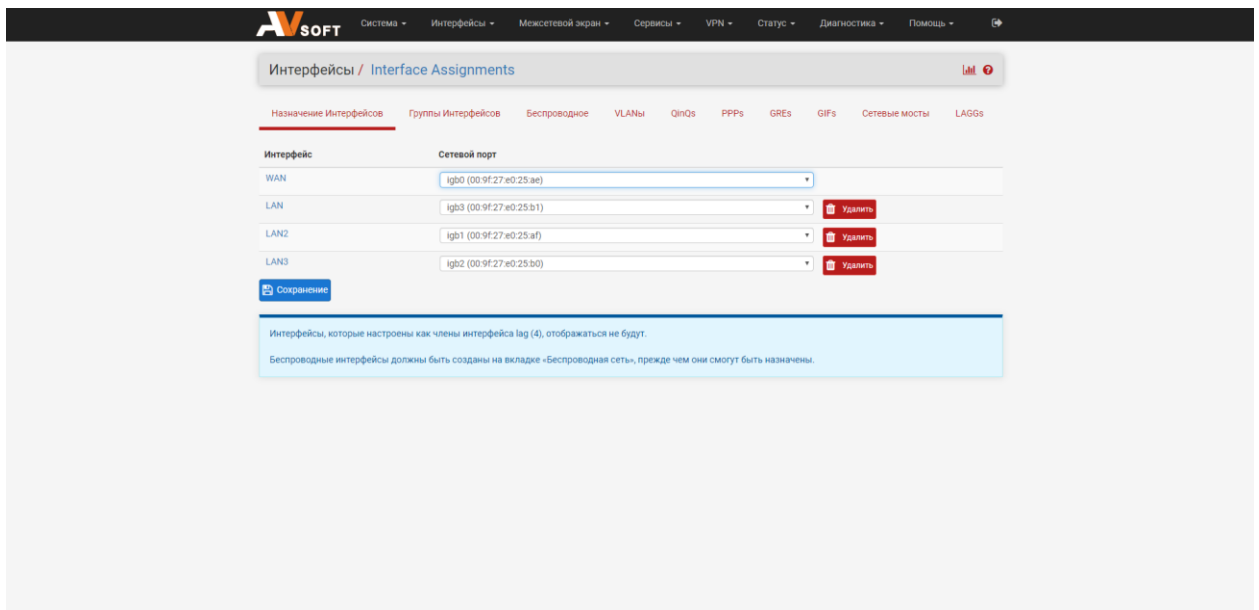 AVSOFT Система Интерфейсы Межсетевой экран Сервисы VPN Статус Диагностика Помощь
Интерфейсы / Interface Assignments
Назначение Интерфейсов Группы Интерфейсов Беспроводное VLANы QinQs PPPs GREs GIFs Сетевые мосты LAGGs
Интерфейс Сетевой порт
WAN igb0 (00:9f:27:e0:25:ae)
LAN igb3 (00:9f:27:e0:25:b1) Удалить
LAN2 igb1 (00:9f:27:e0:25:af) Удалить
LAN3 igb2 (00:9f:27:e0:25:b0) Удалить
Сохранение
Интерфейсы, которые настроены как члены интерфейса lag (4), отображаться не будут.
Беспроводные интерфейсы должны быть созданы на вкладке «Беспроводная сеть», прежде чем они смогут быть назначены.